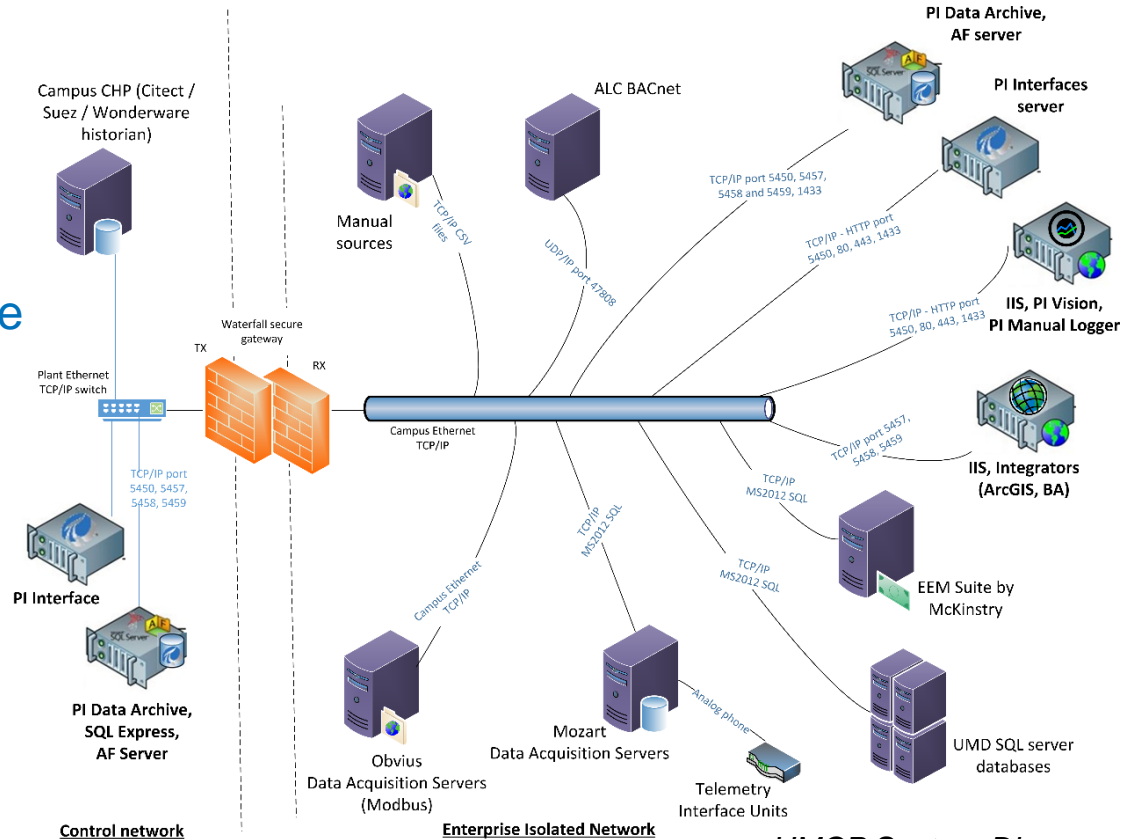 PI Data Archive,
AF server
SQL Server
A F
Campus CHP (Citect /
Suez / Wonderware
historian)
ALC BACnet
PI Interfaces
server
Manual
sources
TCP/IP CSV
files
UDP/IP port 47808
TCP/IP port 5450, 5457,
5458 and 5459, 1433
TCP/IP - HTTP port
5450, 80, 443, 1433
IIS, PI Vision,
PI Manual Logger
TCP/IP - HTTP port
5450, 80, 443, 1433
e
Waterfall secure
gateway
TX
RX
Plant Ethernet
TCP/IP switch
Campus Ethernet
TCP/IP
TCP/IP port 5457,
5458, 5459
IIS, Integrators
(ArcGIS, BA)
TCP/IP port
5450, 5457,
5458, 5459
PI Interface
TCP/IP
MS2012 SQL
TCP/IP
MS2012 SQL
TCP/IP
MS2012 SQL
EEM Suite by
McKinstry
Campus Ethernet
TCP/IP
SQL Server
A F
PI Data Archive,
SQL Express,
AF Server
Obvius
Data Acquisition Servers
(Modbus)
Mozart
Data Acquisition Servers
Analog phone
Telemetry
Interface Units
UMD SQL server
databases
Control network
Enterprise Isolated Network